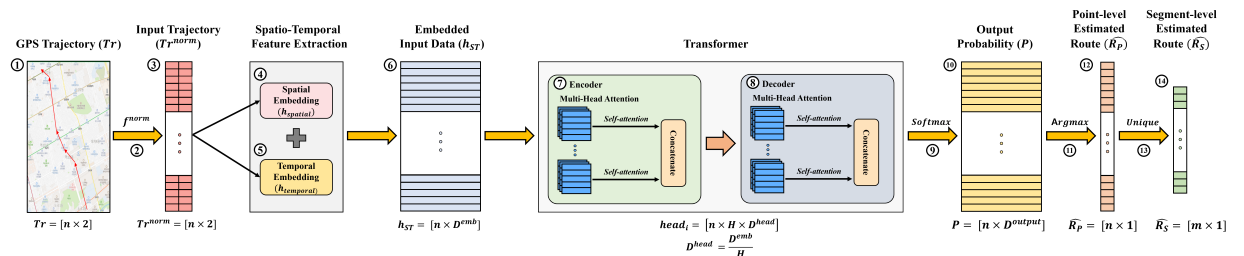 GPS Trajectory (Tr)
①
Tr = [n × 2]
f^norm
②
Input Trajectory
(Tr^norm)
③
Tr^norm = [n × 2]
Spatio-Temporal
Feature Extraction
④
Spatial
Embedding
(h_spatial)
⑤
Temporal
Embedding
(h_temporal)
Embedded
Input Data (h_ST)
⑥
h_ST = [n × D^emb]
Transformer
⑦ Encoder
Multi-Head Attention
Self-attention
Self-attention
Concatenate
⑧ Decoder
Multi-Head Attention
Self-attention
Self-attention
Concatenate
head_i = [n × H × D^head]
D^head = D^emb / H
Softmax
⑨
Output
Probability (P)
⑩
P = [n × D^output]
Argmax
⑪
Point-level
Estimated
Route (R̂_P)
⑫
R̂_P = [n × 1]
Unique
⑬
Segment-level
Estimated
Route (R̂_S)
⑭
R̂_S = [m × 1]